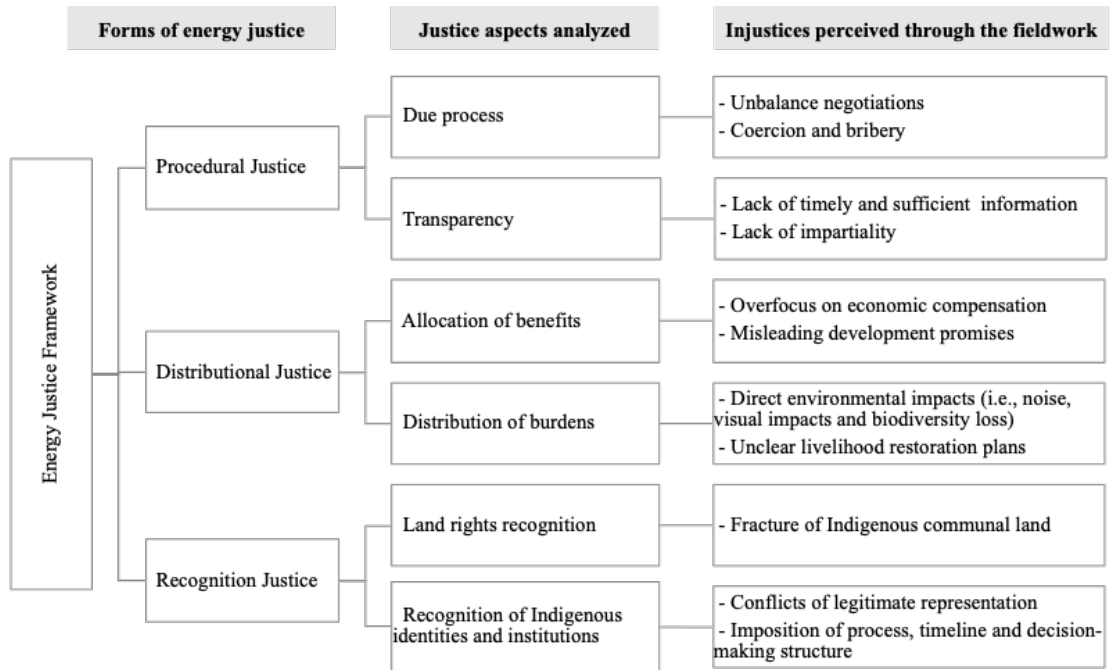 Forms of energy justice
Justice aspects analyzed
Injustices perceived through the fieldwork
Energy Justice Framework
Procedural Justice
Due process
- Unbalance negotiations
- Coercion and bribery
Transparency
- Lack of timely and sufficient information
- Lack of impartiality
Distributional Justice
Allocation of benefits
- Overfocus on economic compensation
- Misleading development promises
Distribution of burdens
- Direct environmental impacts (i.e., noise,
visual impacts and biodiversity loss)
- Unclear livelihood restoration plans
Recognition Justice
Land rights recognition
- Fracture of Indigenous communal land
Recognition of Indigenous
identities and institutions
- Conflicts of legitimate representation
- Imposition of process, timeline and decision-
making structure